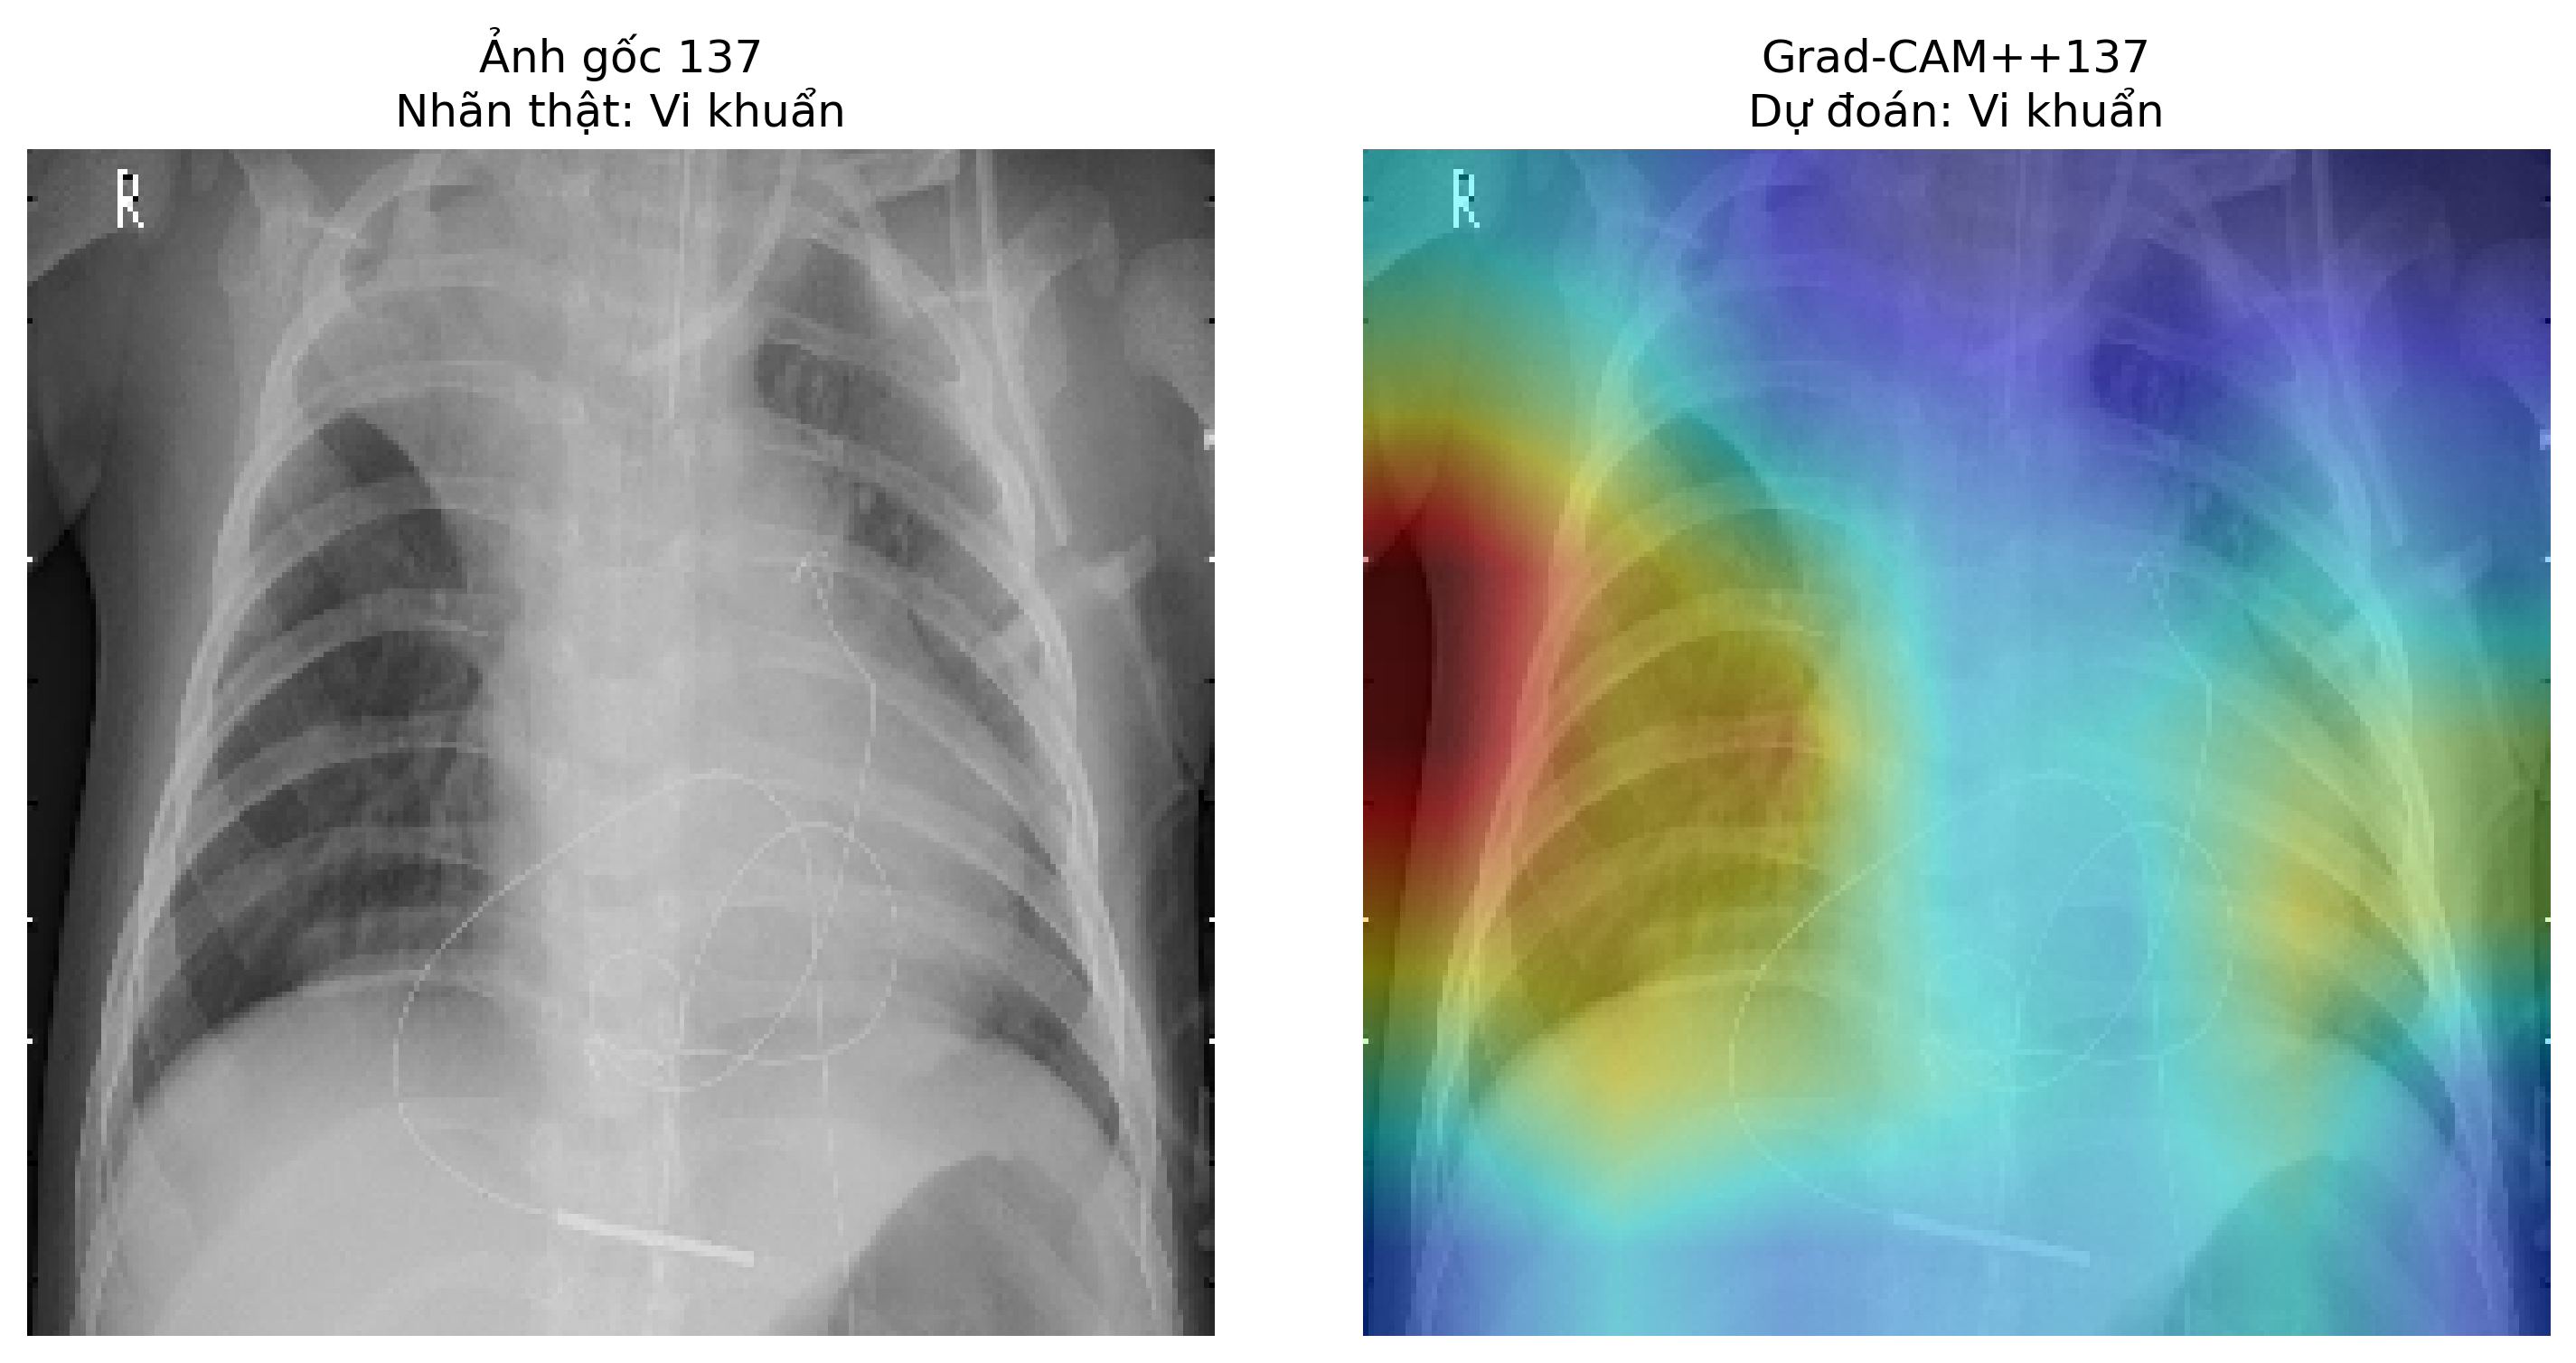 Ảnh gốc 137
Nhãn thật: Vi khuẩn
R
Grad-CAM++137
Dự đoán: Vi khuẩn
R